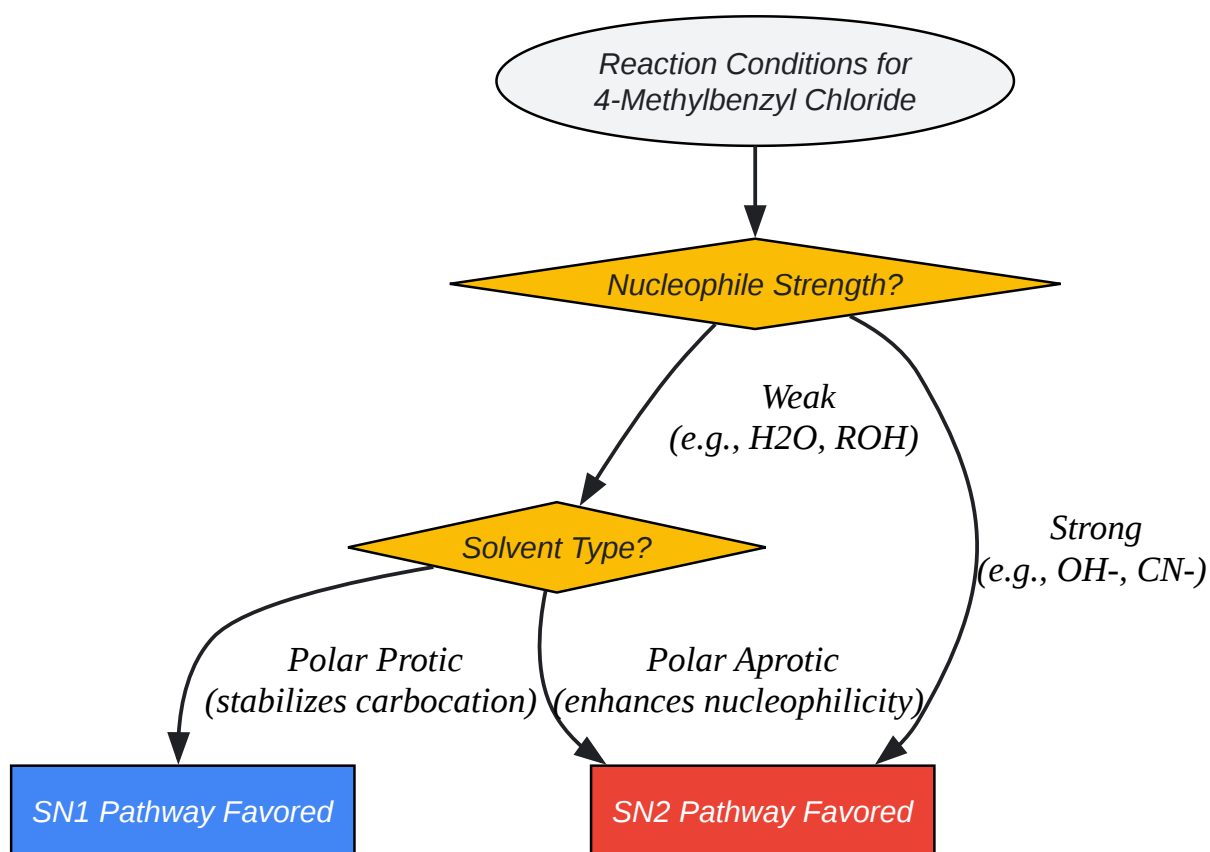 Reaction Conditions for
4-Methylbenzyl Chloride
Nucleophile Strength?
Weak
(e.g., H2O, ROH)
Strong
(e.g., OH-, CN-)
Solvent Type?
Polar Protic
(stabilizes carbocation)
Polar Aprotic
(enhances nucleophilicity)
SN1 Pathway Favored
SN2 Pathway Favored